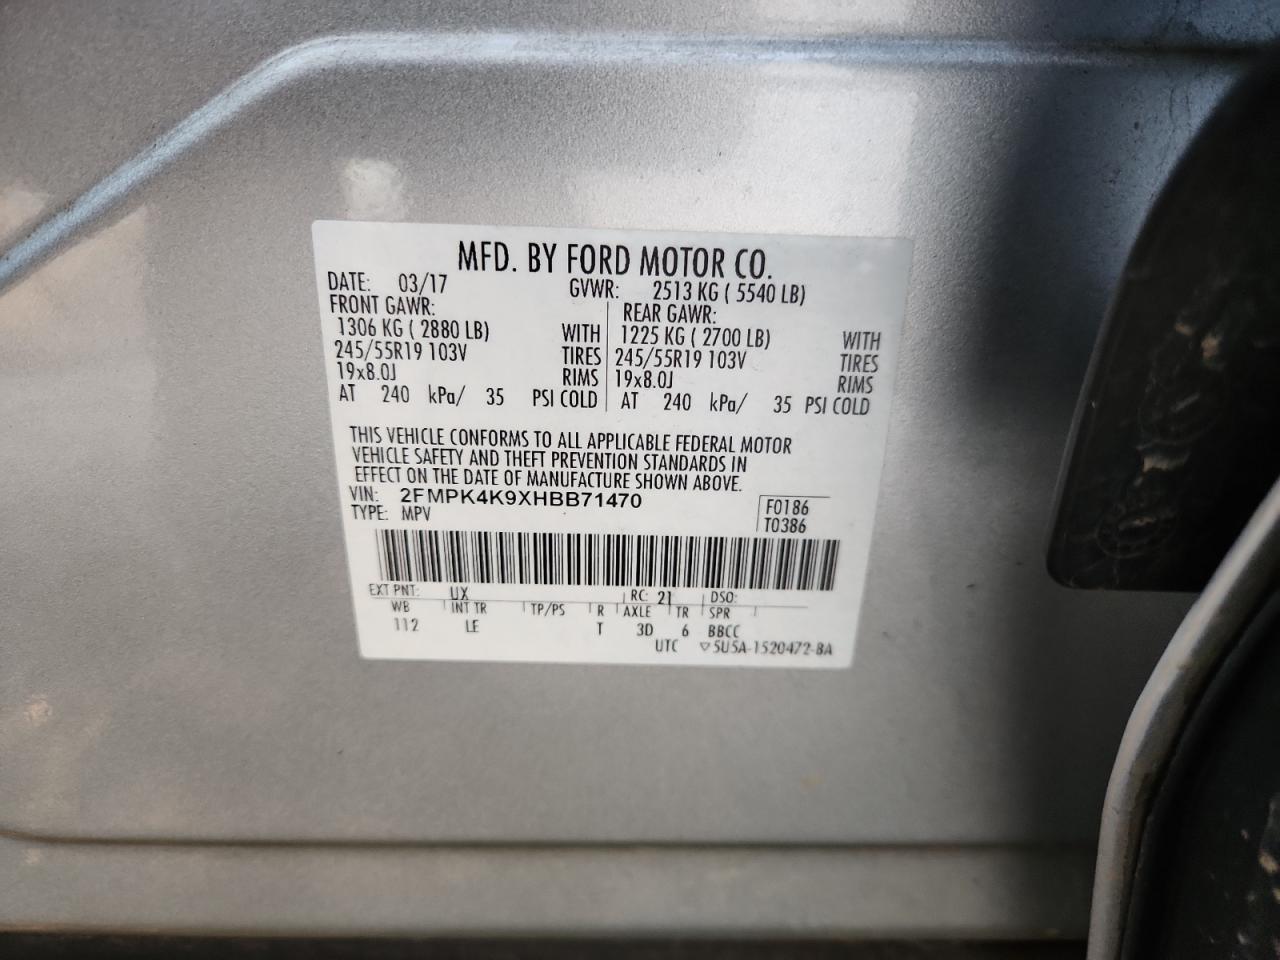 MFD. BY FORD MOTOR CO.
DATE: 03/17 GVWR: 2513 KG ( 5540 LB)
FRONT GAWR: REAR GAWR:
1306 KG ( 2880 LB) WITH 1225 KG ( 2700 LB) WITH
245/55R19 103V TIRES 245/55R19 103V TIRES
19x8.0J RIMS 19x8.0J RIMS
AT 240 kPa/ 35 PSI COLD AT 240 kPa/ 35 PSI COLD
THIS VEHICLE CONFORMS TO ALL APPLICABLE FEDERAL MOTOR
VEHICLE SAFETY AND THEFT PREVENTION STANDARDS IN
EFFECT ON THE DATE OF MANUFACTURE SHOWN ABOVE.
VIN: 2FMPK4K9XHBB71470 F0186
TYPE: MPV T0386
EXT PNT: UX RC: 21 DSO:
WB INT TR TP/PS R AXLE TR SPR
112 LE T 3D 6 BBCC
UTC ▽5U5A-1520472-BA